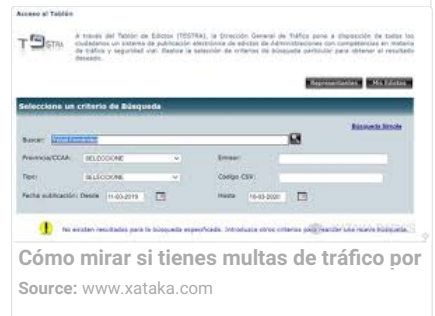 Acceso al Tablón
TESTRA
A través del Tablón de Edictos (TESTRA), la Dirección General de Tráfico pone a disposición de todos los
ciudadanos un sistema de publicación electrónica de edictos de Administraciones con competencias en materia
de tráfico y seguridad vial. Realice la selección de criterios de búsqueda particular para obtener el resultado
deseado.
Representantes Mis Edictos
Seleccione un criterio de Búsqueda
Búsqueda Simple
Buscar:
Provincia/CCAA: SELECCIONE Emisor:
Tipo: SELECCIONE Código CSV:
Fecha publicación: Desde 11-03-2019 Hasta 10-03-2020
No existen resultados para la búsqueda especificada. Introduzca otros criterios para realizar una nueva búsqueda.
Cómo mirar si tienes multas de tráfico por
Source: www.xataka.com